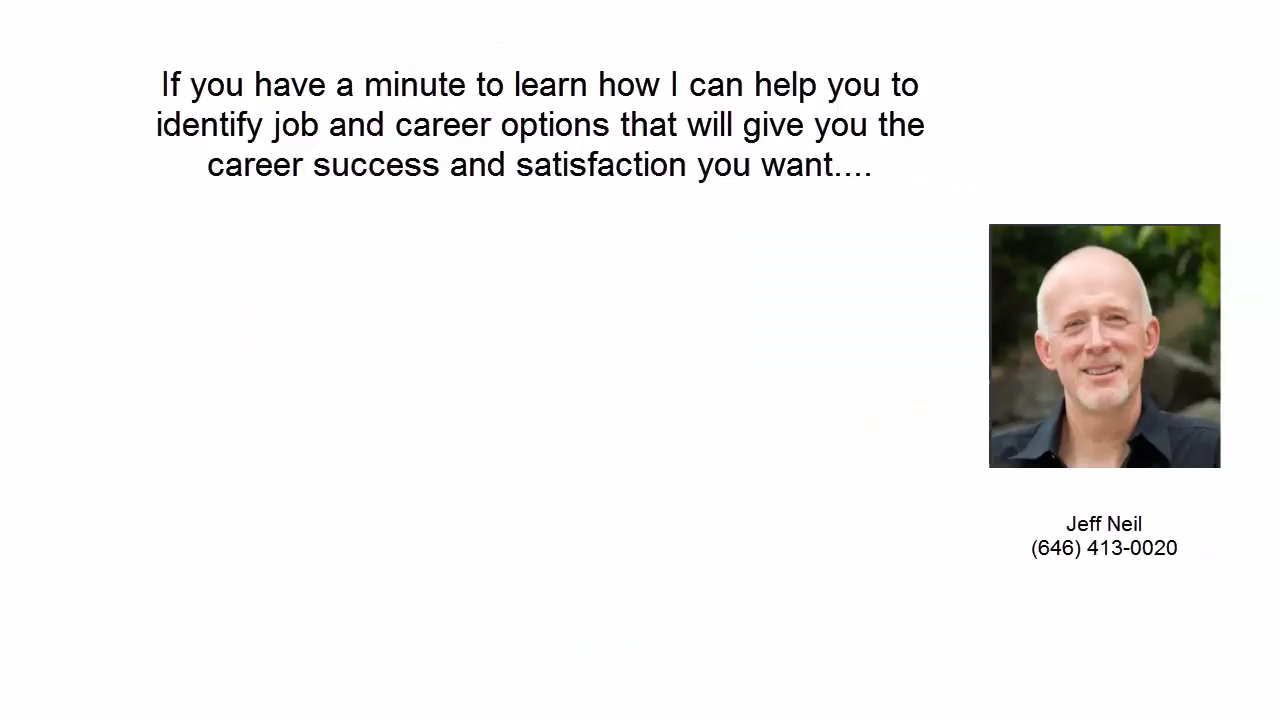 If you have a minute to learn how I can help you to
identify job and career options that will give you the
career success and satisfaction you want....
Jeff Neil
(646) 413-0020